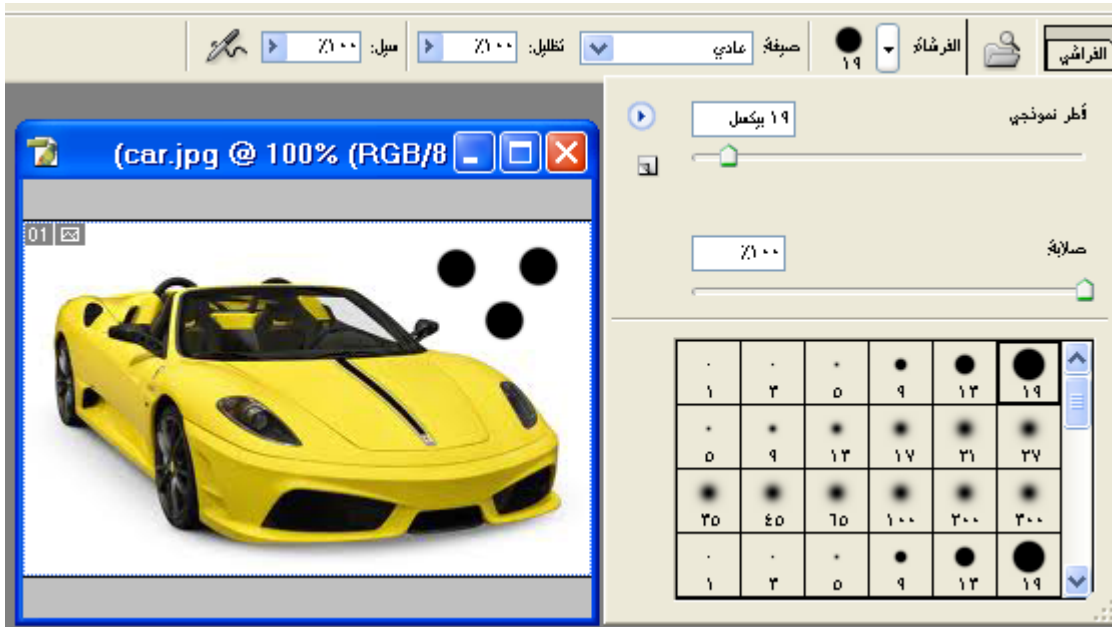 الفراشي
الفرشاة ١٩ صيغة: عادي تظليل: ١٠٠٪ سيل: ١٠٠٪
قطر نموذجي ١٩ بيكسل
صلابة ١٠٠٪
(car.jpg @ 100% (RGB/8
01
١ ٣ ٥ ٩ ١٣ ١٩
٥ ٩ ١٣ ١٧ ٢١ ٢٧
٣٥ ٤٥ ٦٥ ١٠٠ ٢٠٠ ٣٠٠
١ ٣ ٥ ٩ ١٣ ١٩